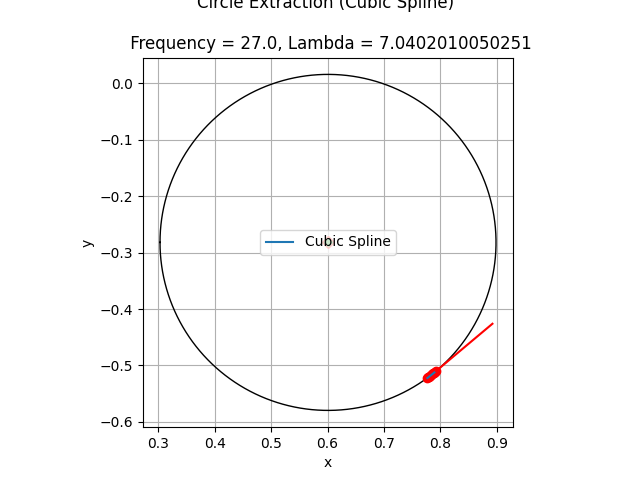 Circle Extraction (Cubic Spline)
Frequency = 27.0, Lambda = 7.0402010050251
0.0
−0.1
−0.2
−0.3
−0.4
−0.5
−0.6
y
Cubic Spline
0.3 0.4 0.5 0.6 0.7 0.8 0.9
x